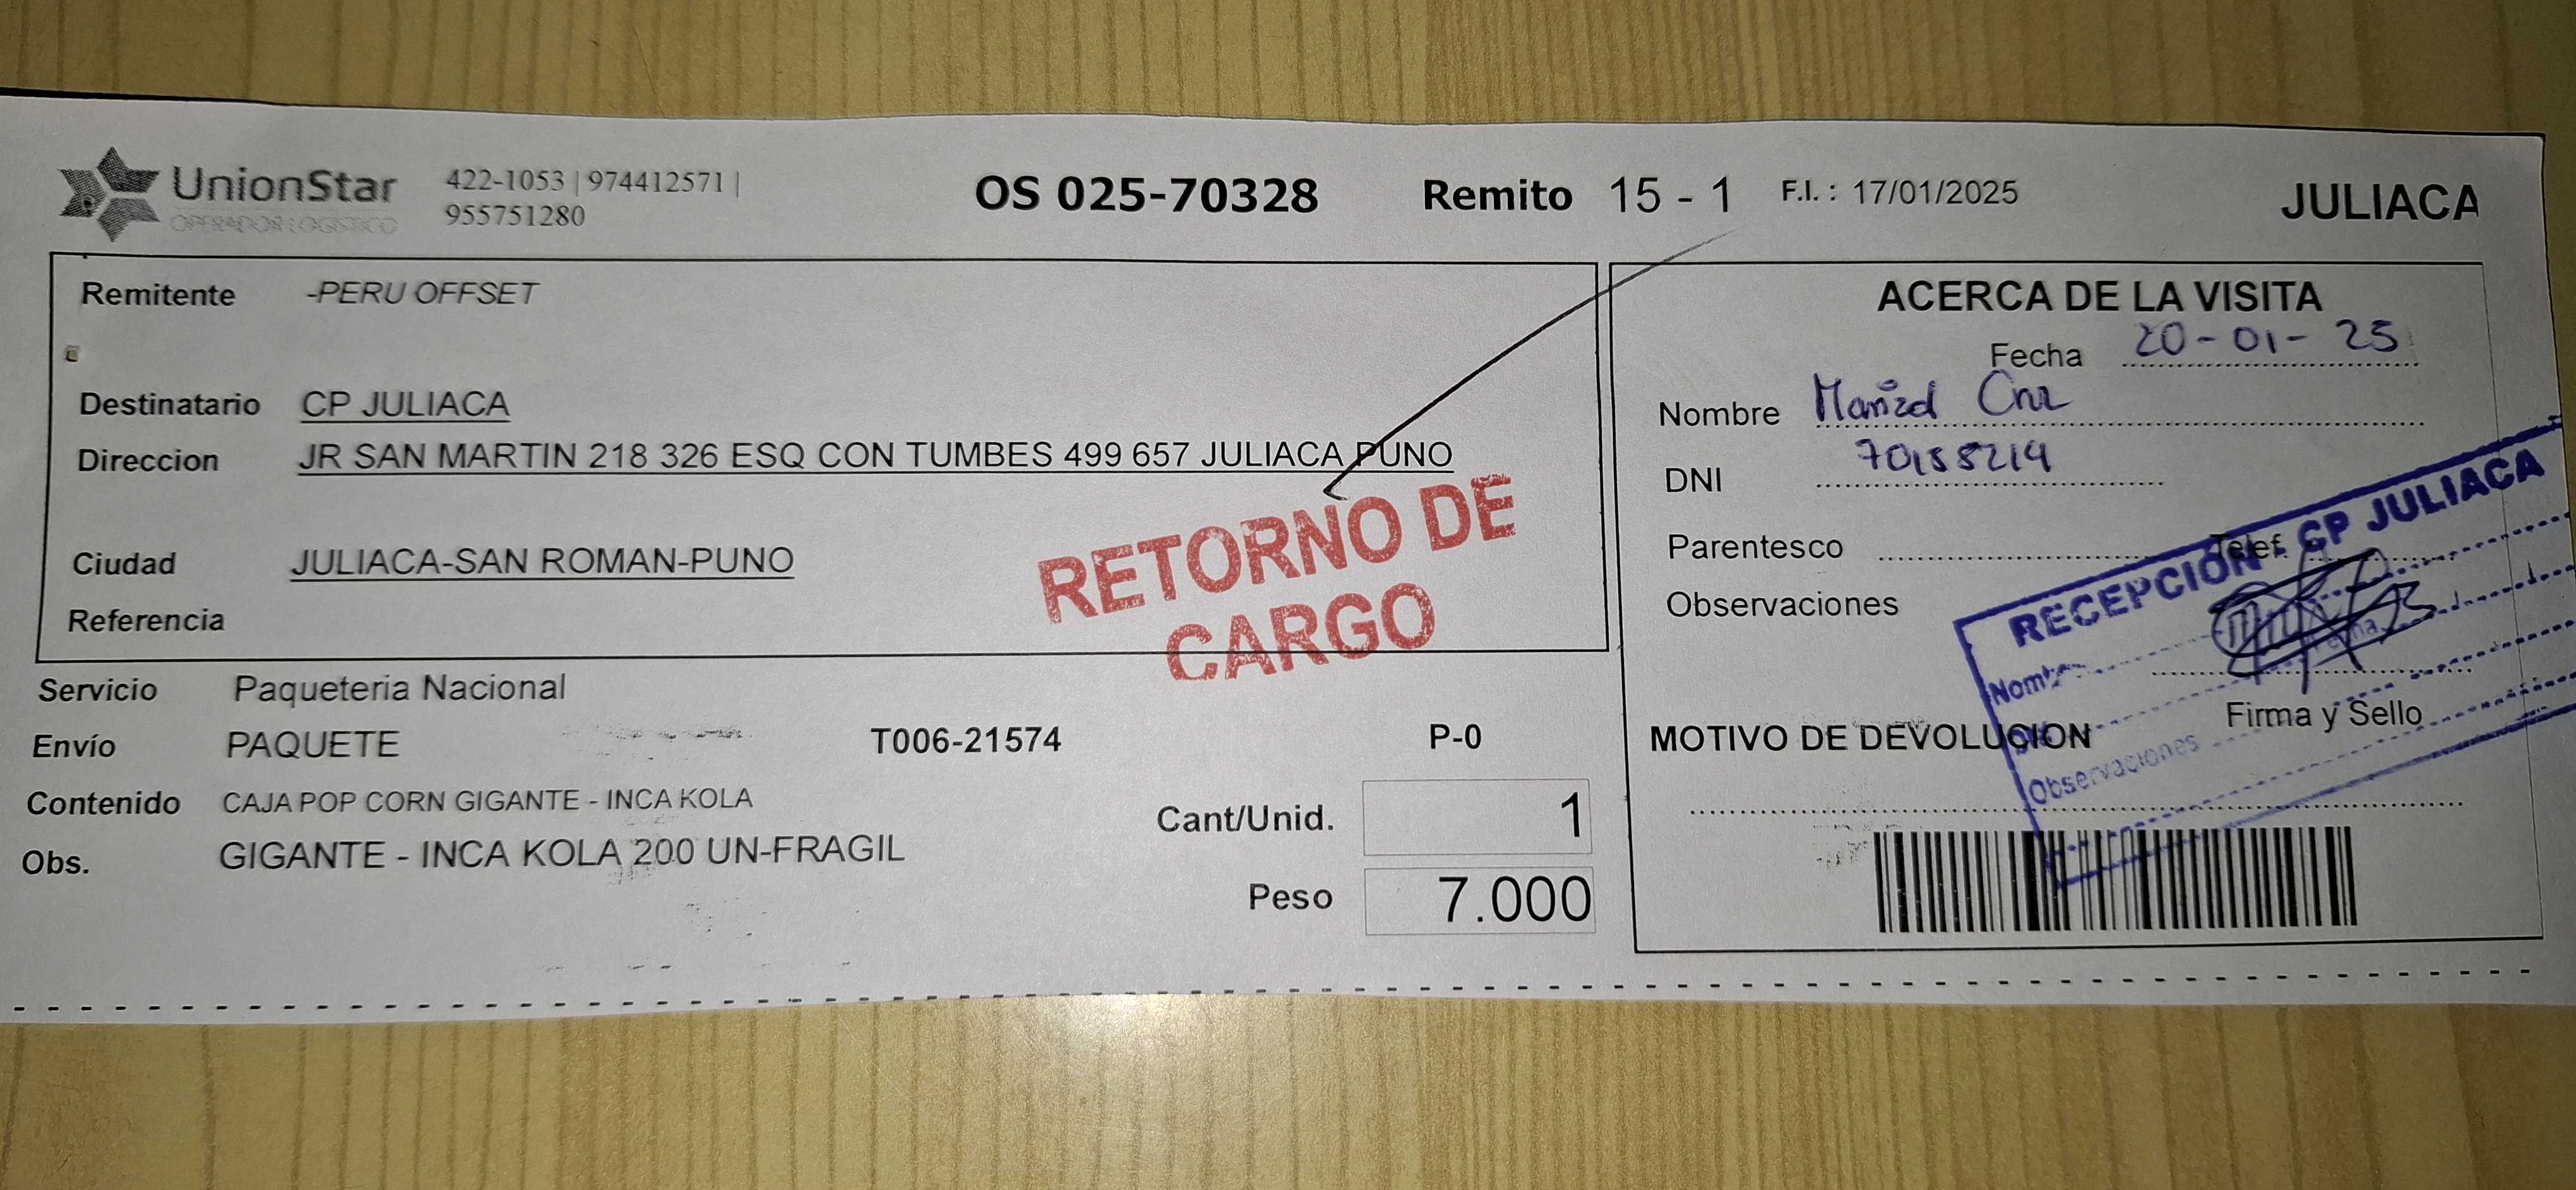 UnionStar
OPERADOR LOGISTICO
422-1053 | 974412571 |
955751280
OS 025-70328
Remito 15 - 1
F.I. : 17/01/2025
JULIACA
Remitente -PERU OFFSET
Destinatario CP JULIACA
Direccion JR SAN MARTIN 218 326 ESQ CON TUMBES 499 657 JULIACA PUNO
Ciudad JULIACA-SAN ROMAN-PUNO
Referencia
RETORNO DE
CARGO
Servicio Paqueteria Nacional
Envío PAQUETE T006-21574 P-0
Contenido CAJA POP CORN GIGANTE - INCA KOLA
Obs. GIGANTE - INCA KOLA 200 UN-FRAGIL
Cant/Unid. 1
Peso 7.000
ACERCA DE LA VISITA
Fecha 20-01-25
Nombre
DNI 70155214
Parentesco Telef.
Observaciones
RECEPCIÓN - CP JULIACA
Observaciones
Firma y Sello
MOTIVO DE DEVOLUCION